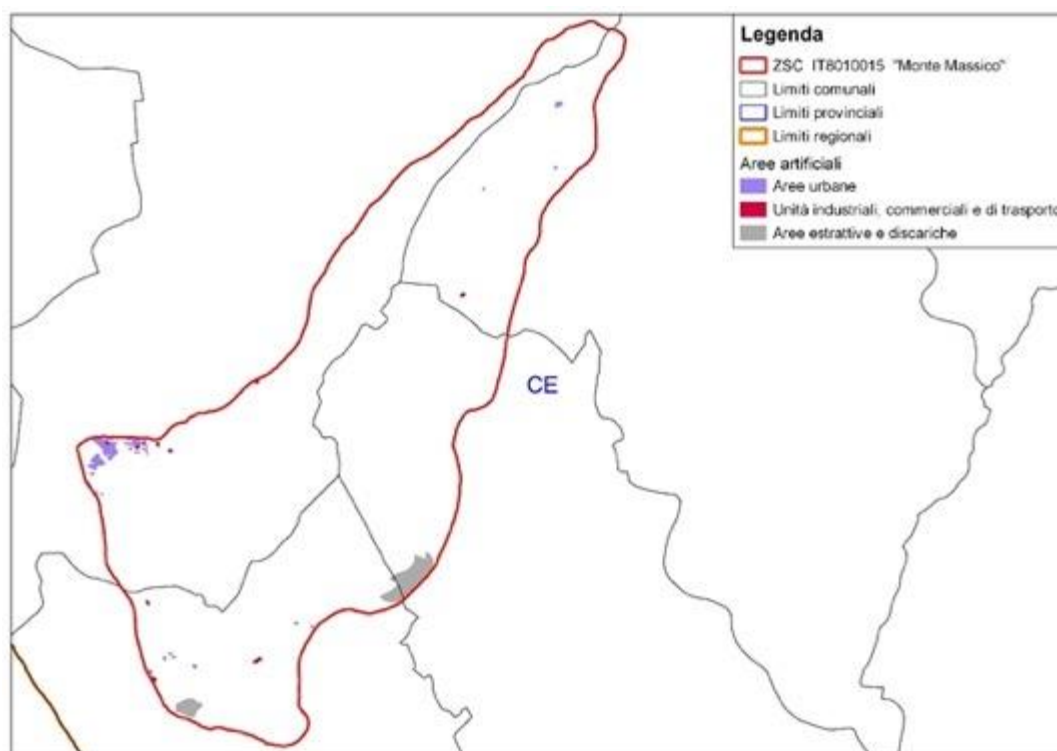 Legenda
ZSC IT8010015 "Monte Massico"
Limiti comunali
Limiti provinciali
Limiti regionali
Aree artificiali
Aree urbane
Unità industriali, commerciali e di trasporto
Aree estrattive e discariche
CE